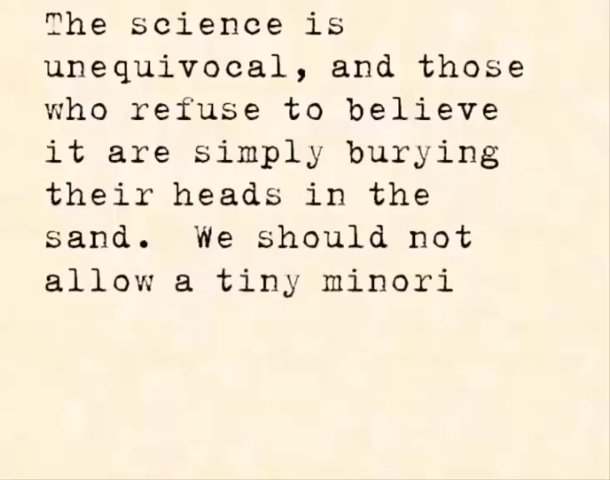 The science is
unequivocal, and those
who refuse to believe
it are simply burying
their heads in the
sand.  We should not
allow a tiny minori